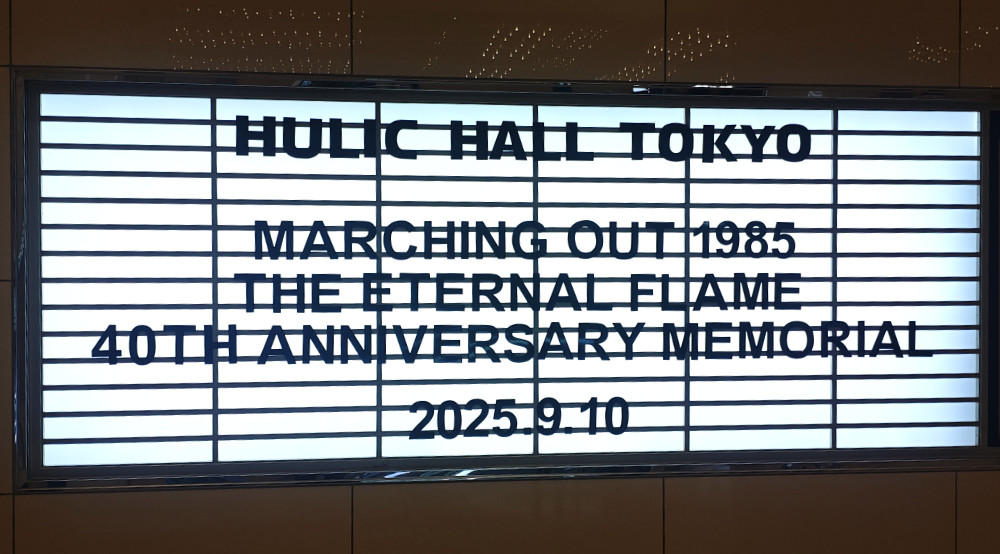 HULIC HALL TOKYO
MARCHING OUT 1985
THE ETERNAL FLAME
40TH ANNIVERSARY MEMORIAL
2025.9.10